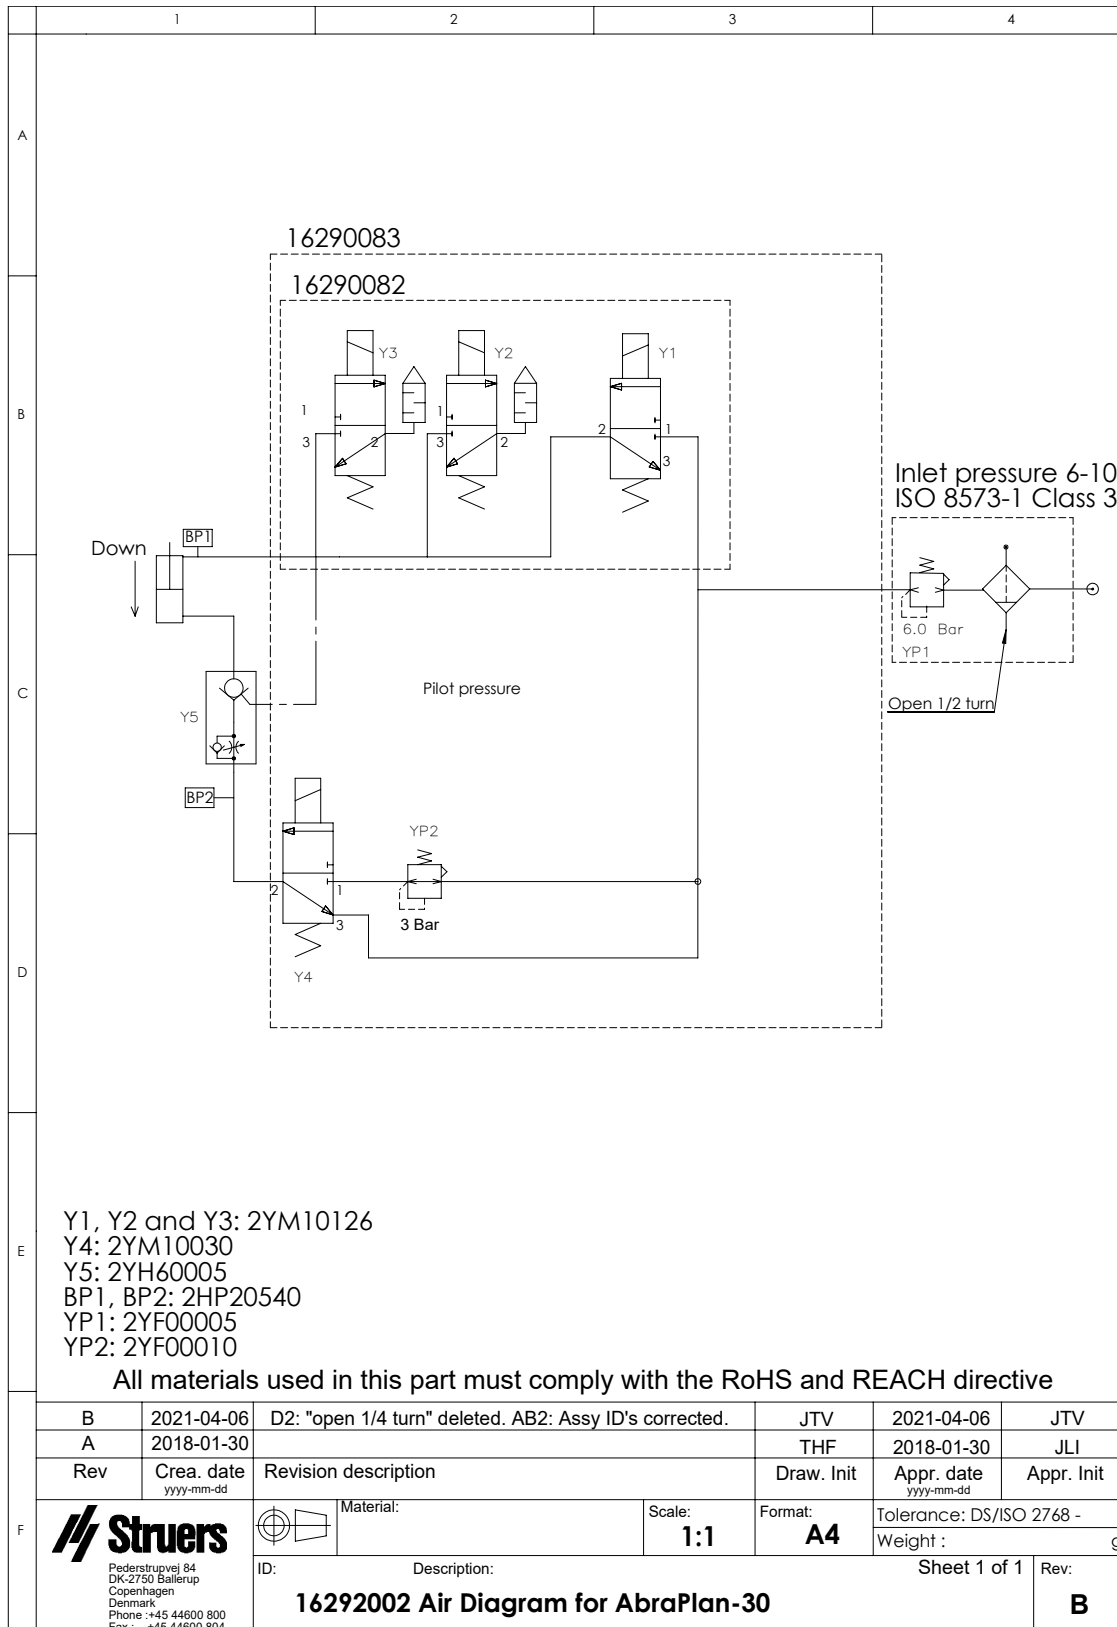 1 2 3 4
A
16290083
16290082
Y3 Y2 Y1
B
1 1
3 2 3 2 2 1
3
Inlet pressure 6-10
ISO 8573-1 Class 3
Down
BP1
6.0 Bar
YP1
C
Pilot pressure
Open 1/2 turn
Y5
BP2
YP2
2 1
3
3 Bar
D
Y4
Y1, Y2 and Y3: 2YM10126
E
Y4: 2YM10030
Y5: 2YH60005
BP1, BP2: 2HP20540
YP1: 2YF00005
YP2: 2YF00010
All materials used in this part must comply with the RoHS and REACH directive
B 2021-04-06 D2: "open 1/4 turn" deleted. AB2: Assy ID's corrected. JTV 2021-04-06 JTV
A 2018-01-30 THF 2018-01-30 JLI
Rev Crea. date Revision description Draw. Init Appr. date Appr. Init
yyyy-mm-dd yyyy-mm-dd
F
Struers
Material:
Scale:
1:1
Format:
A4
Tolerance: DS/ISO 2768 -
Weight : g
Pederstrupvej 84
DK-2750 Ballerup
Copenhagen
Denmark
Phone :+45 44600 800
Fax : +45 44600 804
ID: Description: Sheet 1 of 1 Rev:
16292002 Air Diagram for AbraPlan-30 B